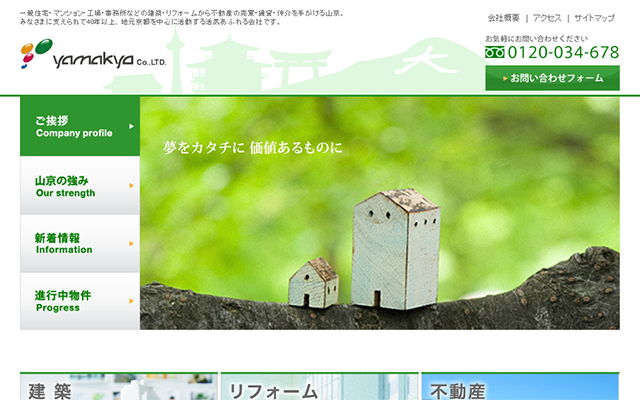 一般住宅・マンション・工場・事務所などの建築・リフォームから不動産の売買・賃貸・仲介を手がける山京。
みなさまに支えられて40年以上、地元京都を中心に活動する活気あふれる会社です。
会社概要 | アクセス | サイトマップ
yamakyo Co.,LTD.
お気軽にお問い合わせください
0120-034-678
お問い合わせフォーム
ご挨拶
Company profile
山京の強み
Our strength
新着情報
Information
進行中物件
Progress
夢をカタチに 価値あるものに
大
建築
リフォーム
不動産